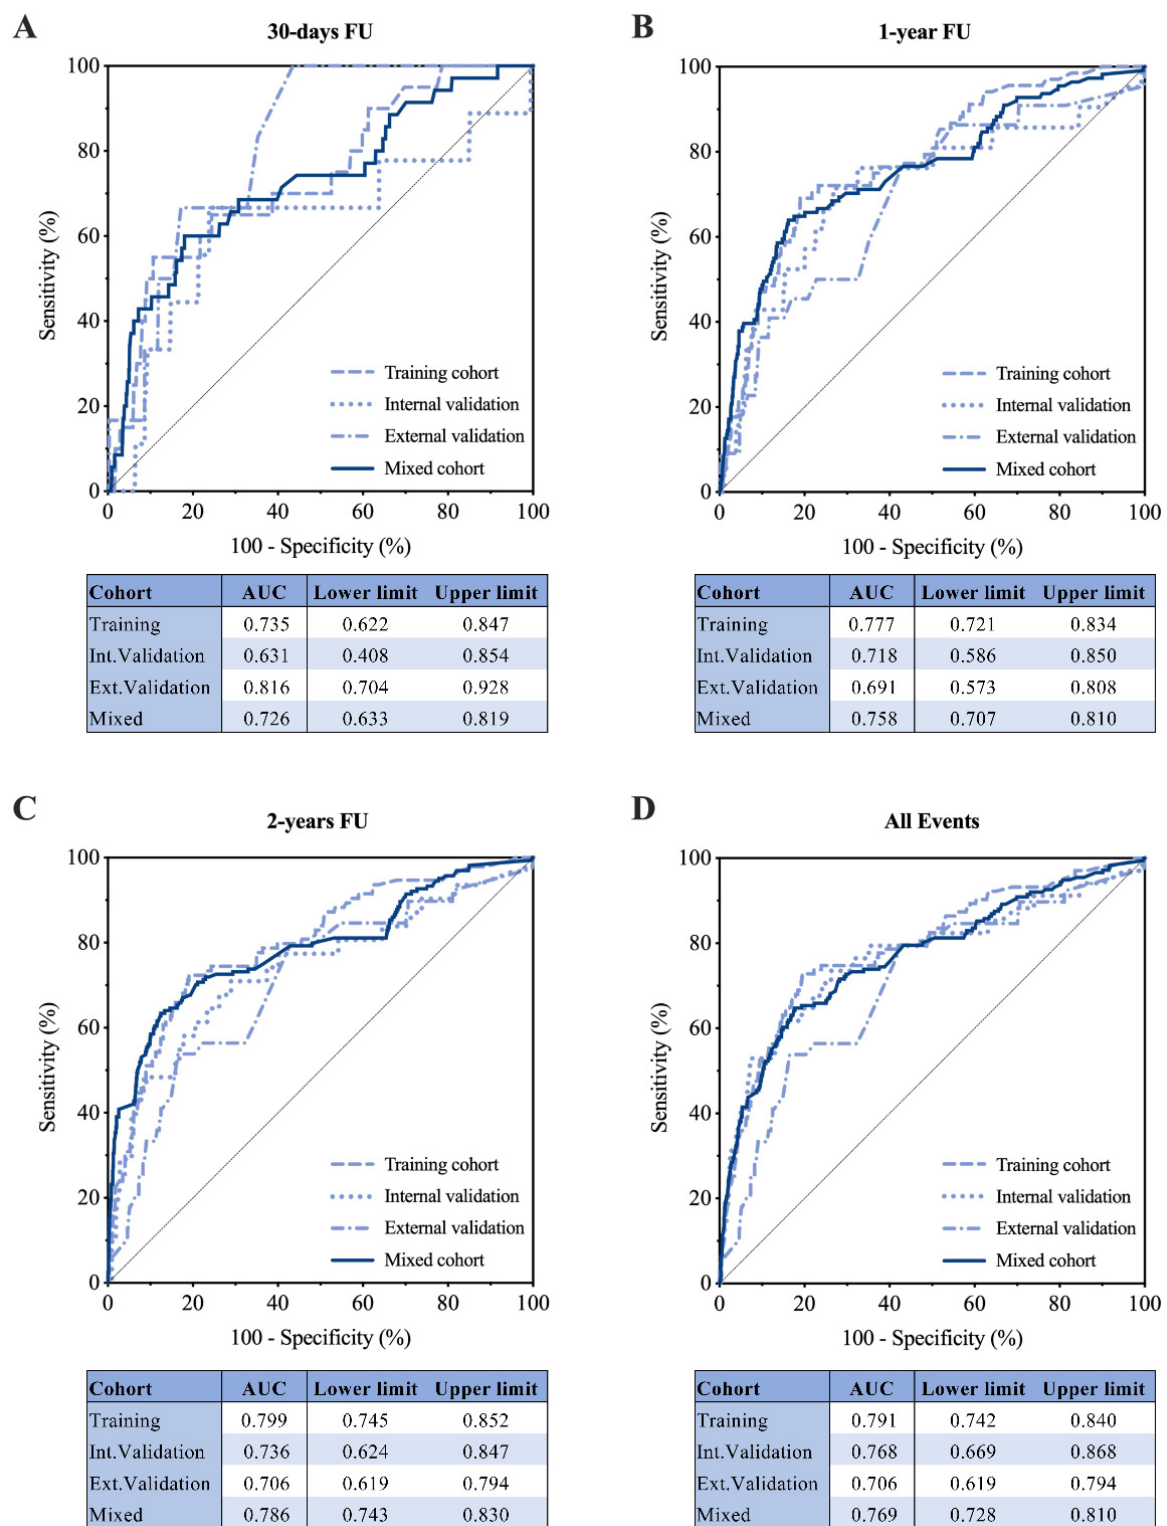 A
30-days FU
100
80
60
40
20
0
Sensitivity (%)
Training cohort
Internal validation
External validation
Mixed cohort
0 20 40 60 80 100
100 - Specificity (%)
Cohort AUC Lower limit Upper limit
Training 0.735 0.622 0.847
Int.Validation 0.631 0.408 0.854
Ext.Validation 0.816 0.704 0.928
Mixed 0.726 0.633 0.819
B
1-year FU
100
80
60
40
20
0
Sensitivity (%)
Training cohort
Internal validation
External validation
Mixed cohort
0 20 40 60 80 100
100 - Specificity (%)
Cohort AUC Lower limit Upper limit
Training 0.777 0.721 0.834
Int.Validation 0.718 0.586 0.850
Ext.Validation 0.691 0.573 0.808
Mixed 0.758 0.707 0.810
C
2-years FU
100
80
60
40
20
0
Sensitivity (%)
Training cohort
Internal validation
External validation
Mixed cohort
0 20 40 60 80 100
100 - Specificity (%)
Cohort AUC Lower limit Upper limit
Training 0.799 0.745 0.852
Int.Validation 0.736 0.624 0.847
Ext.Validation 0.706 0.619 0.794
Mixed 0.786 0.743 0.830
D
All Events
100
80
60
40
20
0
Sensitivity (%)
Training cohort
Internal validation
External validation
Mixed cohort
0 20 40 60 80 100
100 - Specificity (%)
Cohort AUC Lower limit Upper limit
Training 0.791 0.742 0.840
Int.Validation 0.768 0.669 0.868
Ext.Validation 0.706 0.619 0.794
Mixed 0.769 0.728 0.810